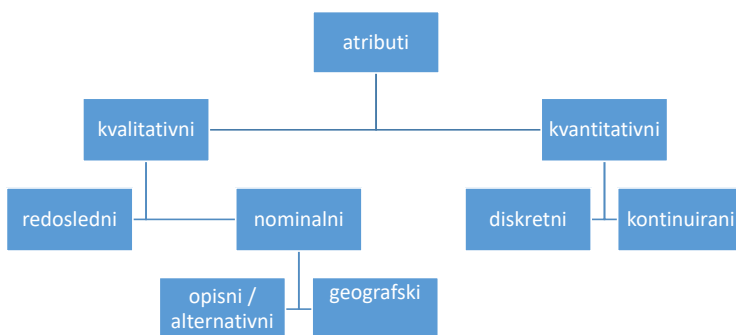 atributi
kvalitativni
kvantitativni
redosledni
nominalni
diskretni
kontinuirani
opisni /
alternativni
geografski